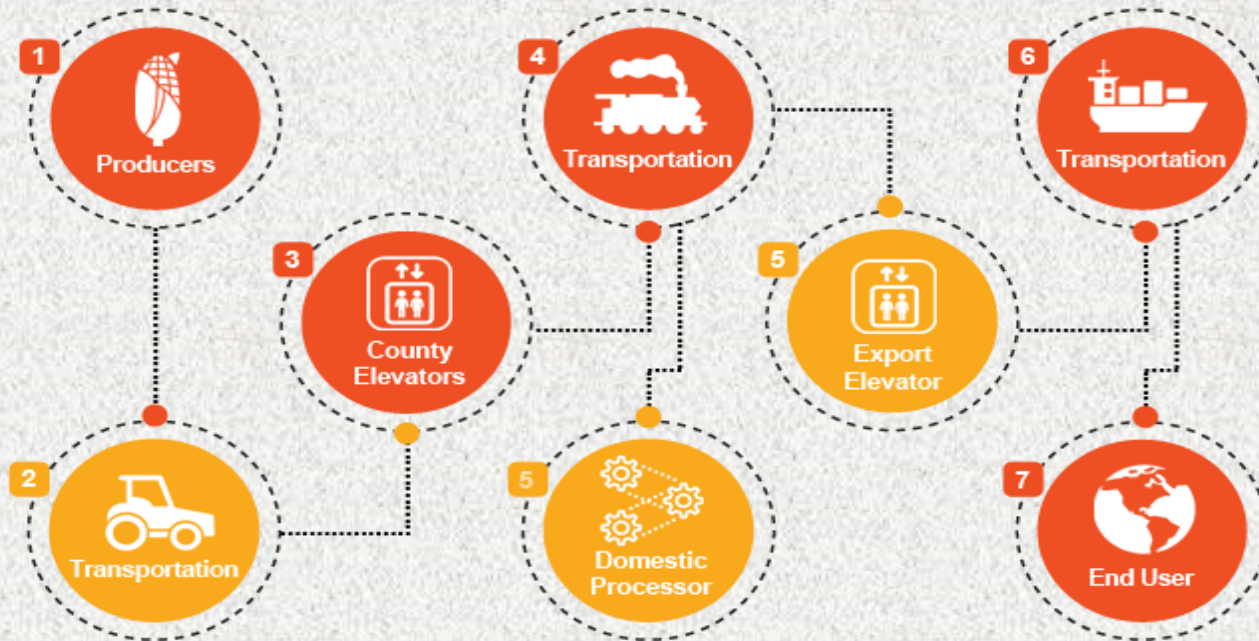 1
Producers
2
Transportation
3
County
Elevators
4
Transportation
5
Export
Elevator
5
Domestic
Processor
6
Transportation
7
End User